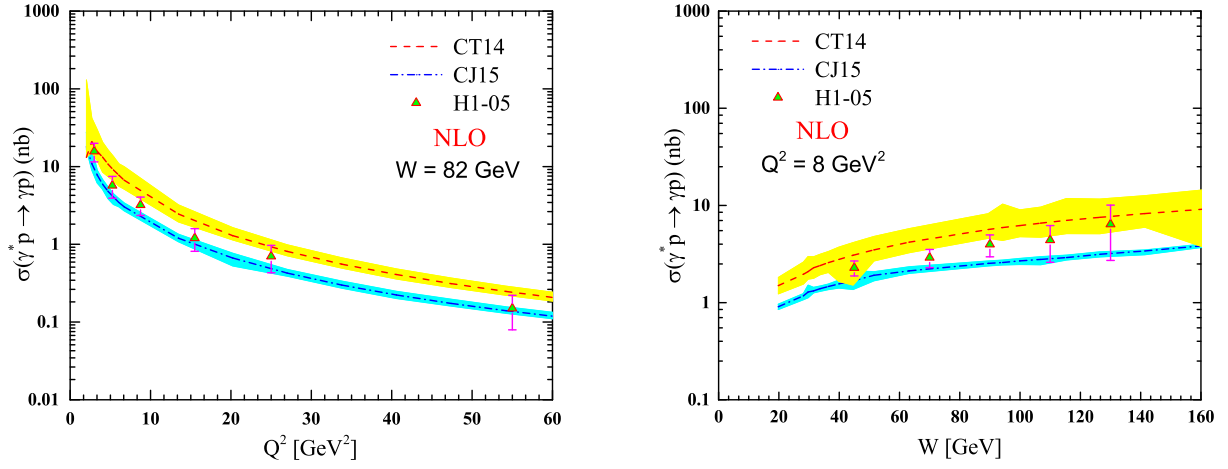 1000
100
10
1
0.1
0.01
σ(γ* p → γp) (nb)
CT14
CJ15
H1-05
NLO
W = 82 GeV
0 10 20 30 40 50 60
Q² [GeV²]
1000
100
10
1
0.1
σ(γ* p → γp) (nb)
CT14
CJ15
H1-05
NLO
Q² = 8 GeV²
0 20 40 60 80 100 120 140 160
W [GeV]